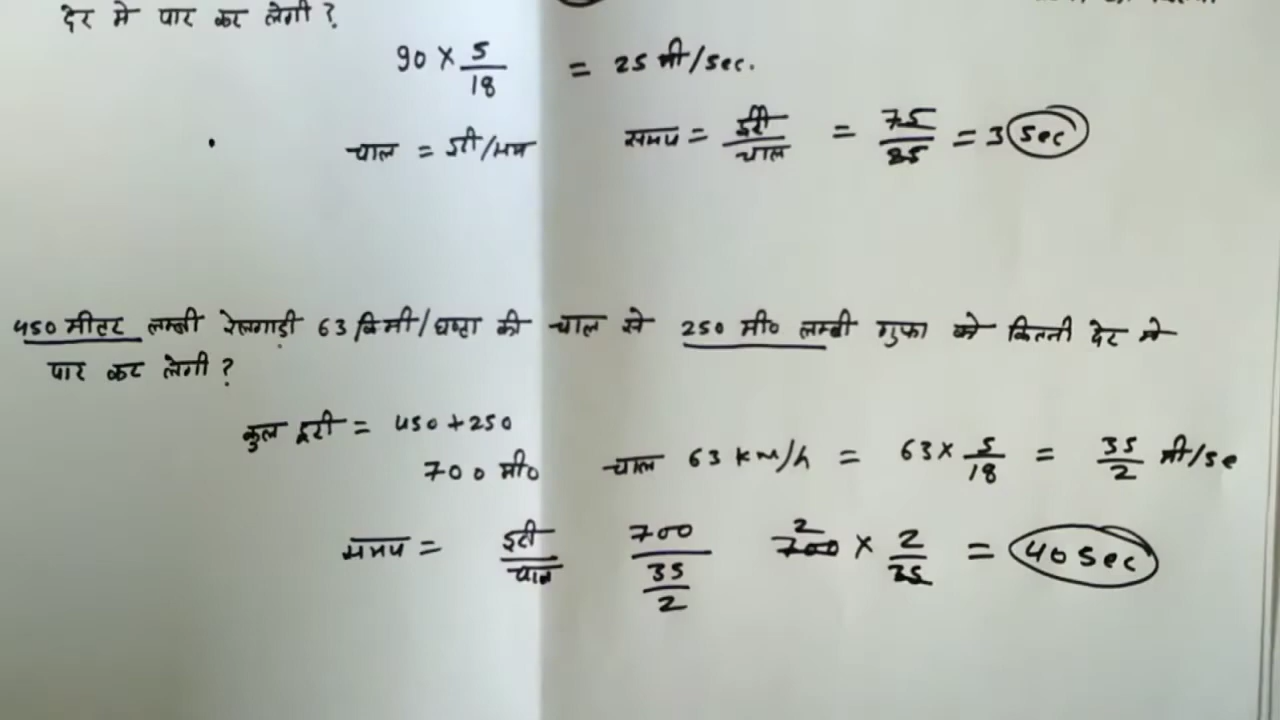 देर मे पार कर लेगी ?
90 × 5/18 = 25 मी/sec.
चाल = दूरी/समय समय = दूरी/चाल = 75/25 = 3 sec
450 मीटर लम्बी रेलगाड़ी 63 किमी/घण्टा की चाल से 250 मी० लम्बी गुफा को कितनी देर मे
पार कर लेगी ?
कुल दूरी = 450 + 250
700 मी० चाल 63 km/h = 63 × 5/18 = 35/2 मी/se
समय = दूरी/चाल 700/35/2 2 700 × 2/35 = 40 sec